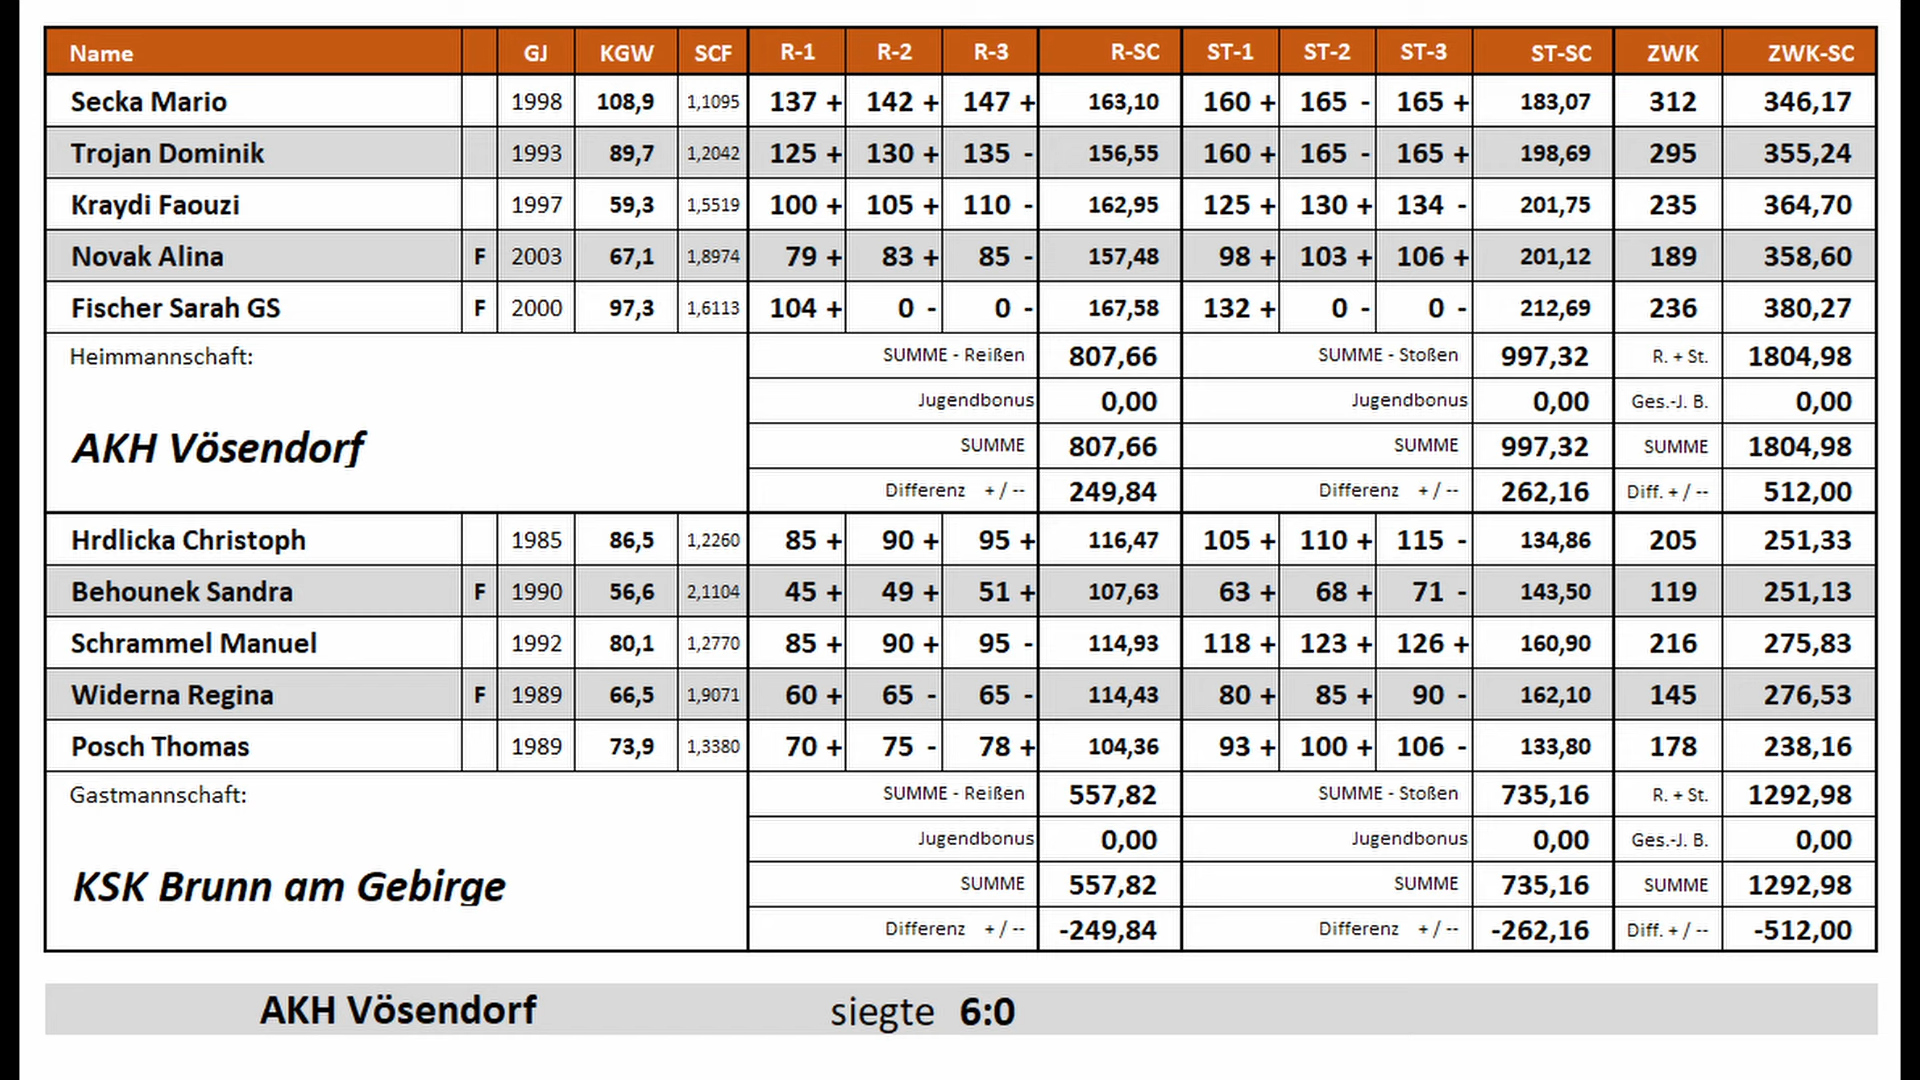 Name GJ KGW SCF R-1 R-2 R-3 R-SC ST-1 ST-2 ST-3 ST-SC ZWK ZWK-SC
Secka Mario 1998 108,9 1,1095 137 + 142 + 147 + 163,10 160 + 165 - 165 + 183,07 312 346,17
Trojan Dominik 1993 89,7 1,2042 125 + 130 + 135 - 156,55 160 + 165 - 165 + 198,69 295 355,24
Kraydi Faouzi 1997 59,3 1,5519 100 + 105 + 110 - 162,95 125 + 130 + 134 - 201,75 235 364,70
Novak Alina F 2003 67,1 1,8974 79 + 83 + 85 - 157,48 98 + 103 + 106 + 201,12 189 358,60
Fischer Sarah GS F 2000 97,3 1,6113 104 + 0 - 0 - 167,58 132 + 0 - 0 - 212,69 236 380,27
Heimmannschaft: SUMME - Reißen 807,66 SUMME - Stoßen 997,32 R. + St. 1804,98
Jugendbonus 0,00 Jugendbonus 0,00 Ges.-J. B. 0,00
AKH Vösendorf SUMME 807,66 SUMME 997,32 SUMME 1804,98
Differenz + / -- 249,84 Differenz + / -- 262,16 Diff. + / -- 512,00
Hrdlicka Christoph 1985 86,5 1,2260 85 + 90 + 95 + 116,47 105 + 110 + 115 - 134,86 205 251,33
Behounek Sandra F 1990 56,6 2,1104 45 + 49 + 51 + 107,63 63 + 68 + 71 - 143,50 119 251,13
Schrammel Manuel 1992 80,1 1,2770 85 + 90 + 95 - 114,93 118 + 123 + 126 + 160,90 216 275,83
Widerna Regina F 1989 66,5 1,9071 60 + 65 - 65 - 114,43 80 + 85 + 90 - 162,10 145 276,53
Posch Thomas 1989 73,9 1,3380 70 + 75 - 78 + 104,36 93 + 100 + 106 - 133,80 178 238,16
Gastmannschaft: SUMME - Reißen 557,82 SUMME - Stoßen 735,16 R. + St. 1292,98
Jugendbonus 0,00 Jugendbonus 0,00 Ges.-J. B. 0,00
KSK Brunn am Gebirge SUMME 557,82 SUMME 735,16 SUMME 1292,98
Differenz + / -- -249,84 Differenz + / -- -262,16 Diff. + / -- -512,00
AKH Vösendorf siegte 6:0